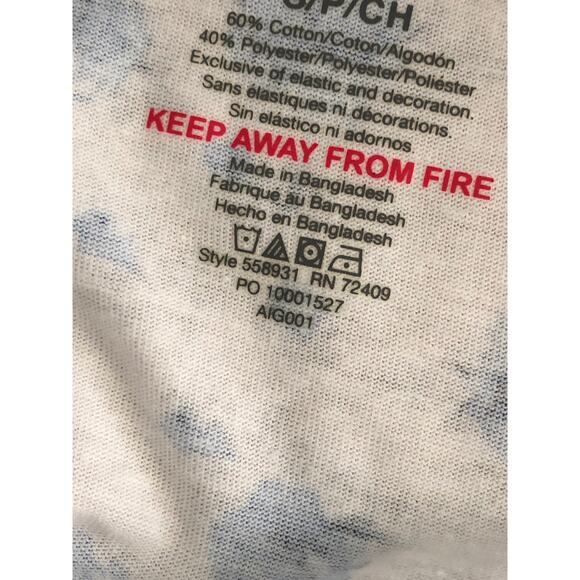 S/P/CH
60% Cotton/Coton/Algodón
40% Polyester/Polyester/Poliéster
Exclusive of elastic and decoration.
Sans élastiques ni décorations.
Sin elástico ni adornos
KEEP AWAY FROM FIRE
Made in Bangladesh
Fabriqué au Bangladesh
Hecho en Bangladesh
Style 558931 RN 72409
PO 10001527
AIG001